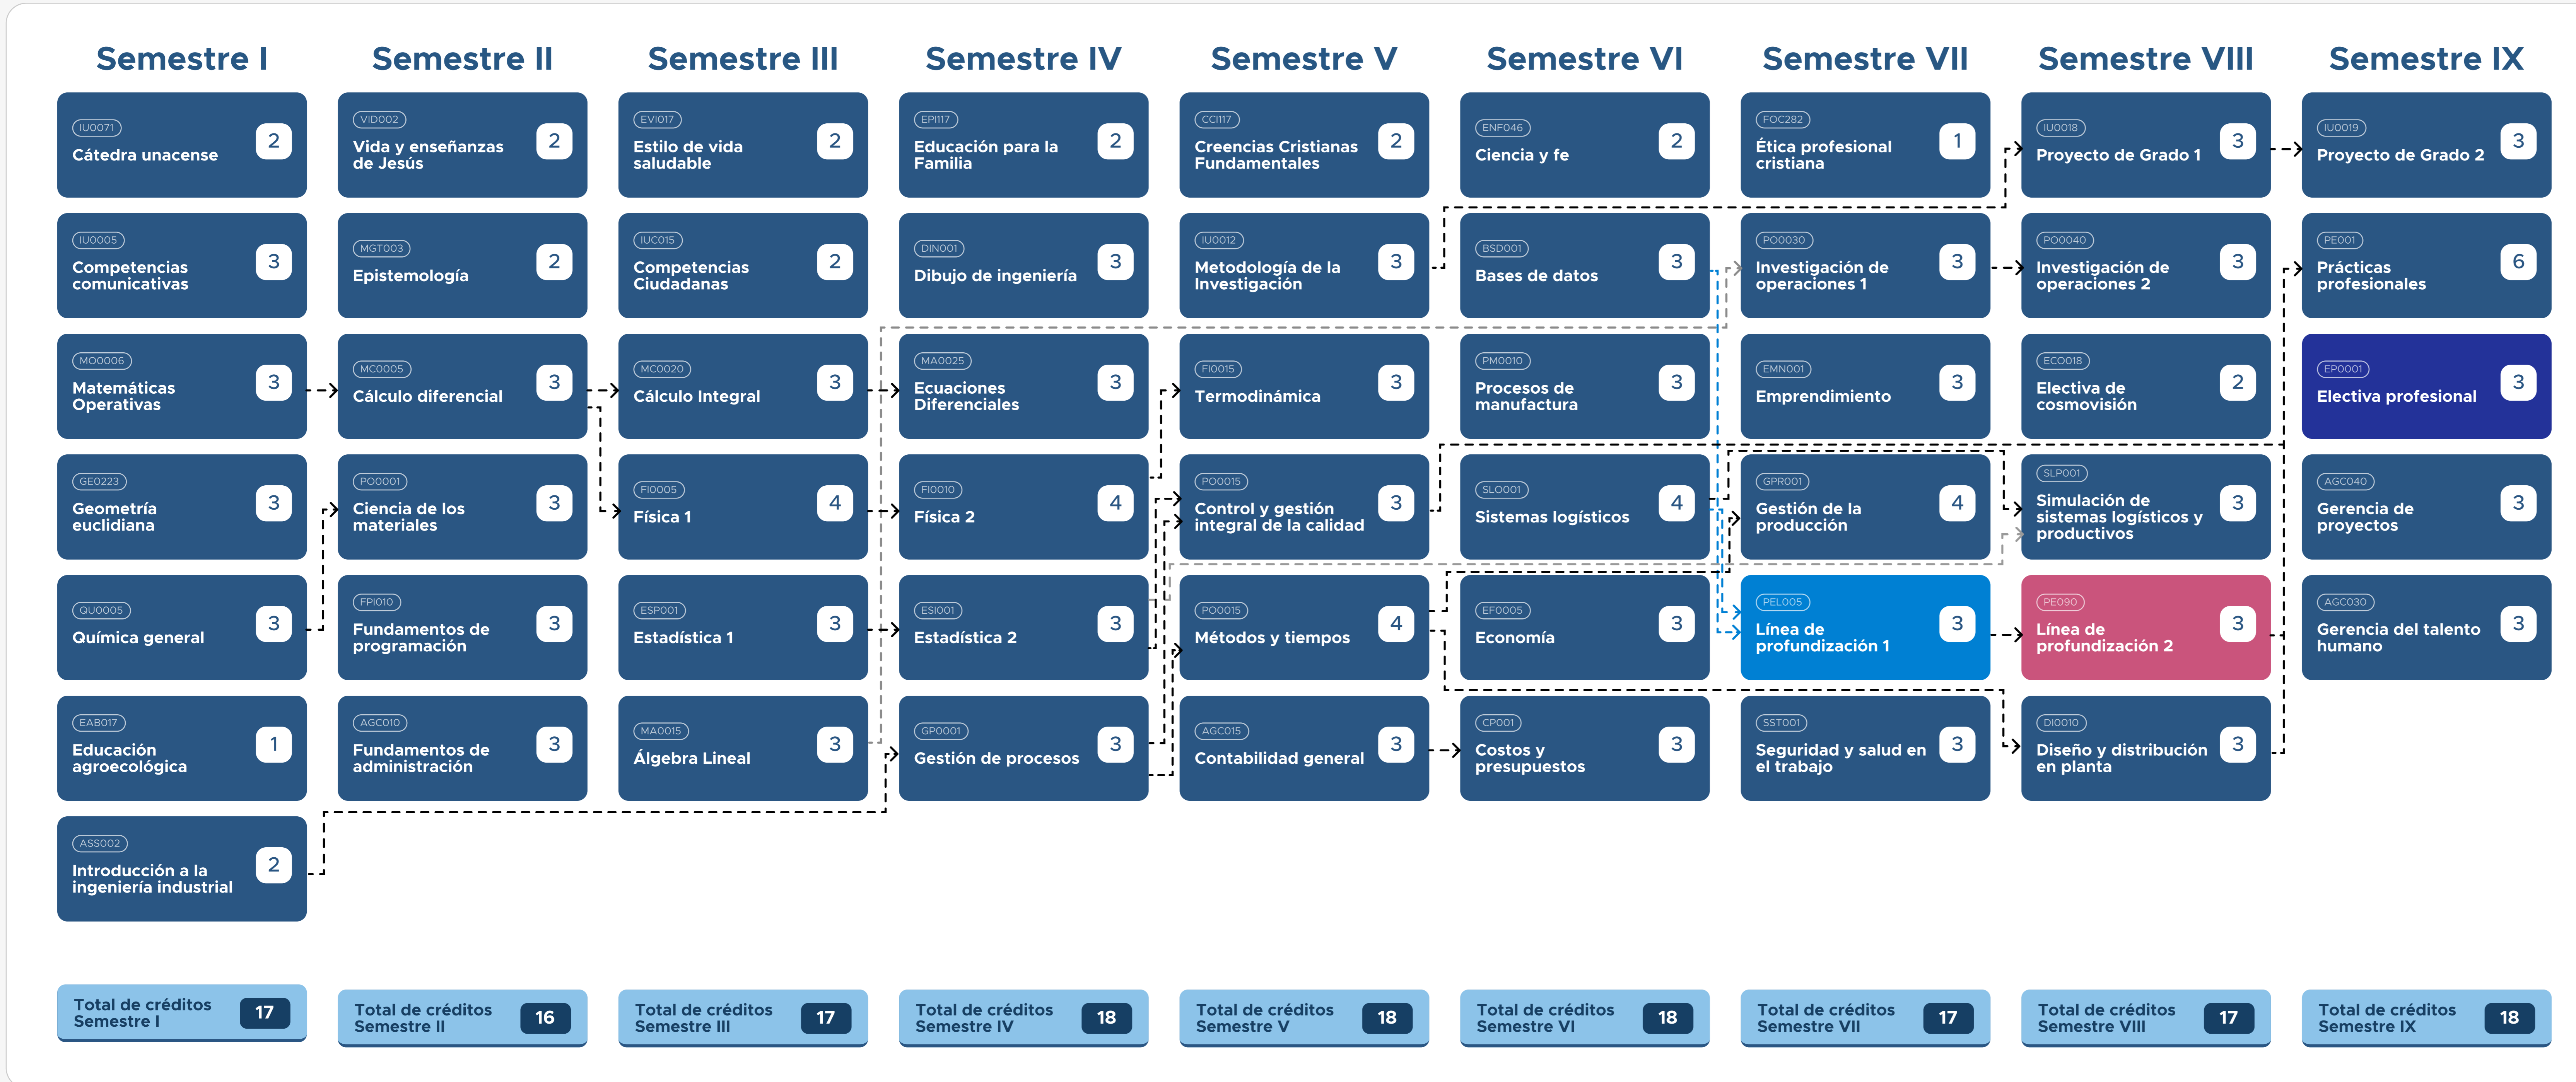 Semestre I
IU0071
Cátedra unacense
2
IU0005
Competencias
comunicativas
3
MO0006
Matemáticas
Operativas
3
GE0223
Geometría
euclidiana
3
QU0005
Química general
3
EAB017
Educación
agroecológica
1
ASS002
Introducción a la
ingeniería industrial
2
Total de créditos
Semestre I
17
Semestre II
VID002
Vida y enseñanzas
de Jesús
2
MGT003
Epistemología
2
MC0005
Cálculo diferencial
3
PO0001
Ciencia de los
materiales
3
FPI010
Fundamentos de
programación
3
AGC010
Fundamentos de
administración
3
Total de créditos
Semestre II
16
Semestre III
EVI017
Estilo de vida
saludable
2
IUC015
Competencias
Ciudadanas
2
MC0020
Cálculo Integral
3
FI0005
Física 1
4
ESP001
Estadística 1
3
MA0015
Álgebra Lineal
3
Total de créditos
Semestre III
17
Semestre IV
EPI117
Educación para la
Familia
2
DIN001
Dibujo de ingeniería
3
MA0025
Ecuaciones
Diferenciales
3
FI0010
Física 2
4
ESI001
Estadística 2
3
GP0001
Gestión de procesos
3
Total de créditos
Semestre IV
18
Semestre V
CCI117
Creencias Cristianas
Fundamentales
2
IU0012
Metodología de la
Investigación
3
FI0015
Termodinámica
3
PO0015
Control y gestión
integral de la calidad
3
PO0015
Métodos y tiempos
4
AGC015
Contabilidad general
3
Total de créditos
Semestre V
18
Semestre VI
ENF046
Ciencia y fe
2
BSD001
Bases de datos
3
PM0010
Procesos de
manufactura
3
SLO001
Sistemas logísticos
4
EF0005
Economía
3
CP001
Costos y
presupuestos
3
Total de créditos
Semestre VI
18
Semestre VII
FOC282
Ética profesional
cristiana
1
PO0030
Investigación de
operaciones 1
3
EMN001
Emprendimiento
3
GPR001
Gestión de la
producción
4
PEL005
Línea de
profundización 1
3
SST001
Seguridad y salud en
el trabajo
3
Total de créditos
Semestre VII
17
Semestre VIII
IU0018
Proyecto de Grado 1
3
PO0040
Investigación de
operaciones 2
3
ECO018
Electiva de
cosmovisión
2
SLP001
Simulación de
sistemas logísticos y
productivos
3
PE090
Línea de
profundización 2
3
DI0010
Diseño y distribución
en planta
3
Total de créditos
Semestre VIII
17
Semestre IX
IU0019
Proyecto de Grado 2
3
PE001
Prácticas
profesionales
6
EP0001
Electiva profesional
3
AGC040
Gerencia de
proyectos
3
AGC030
Gerencia del talento
humano
3
Total de créditos
Semestre IX
18